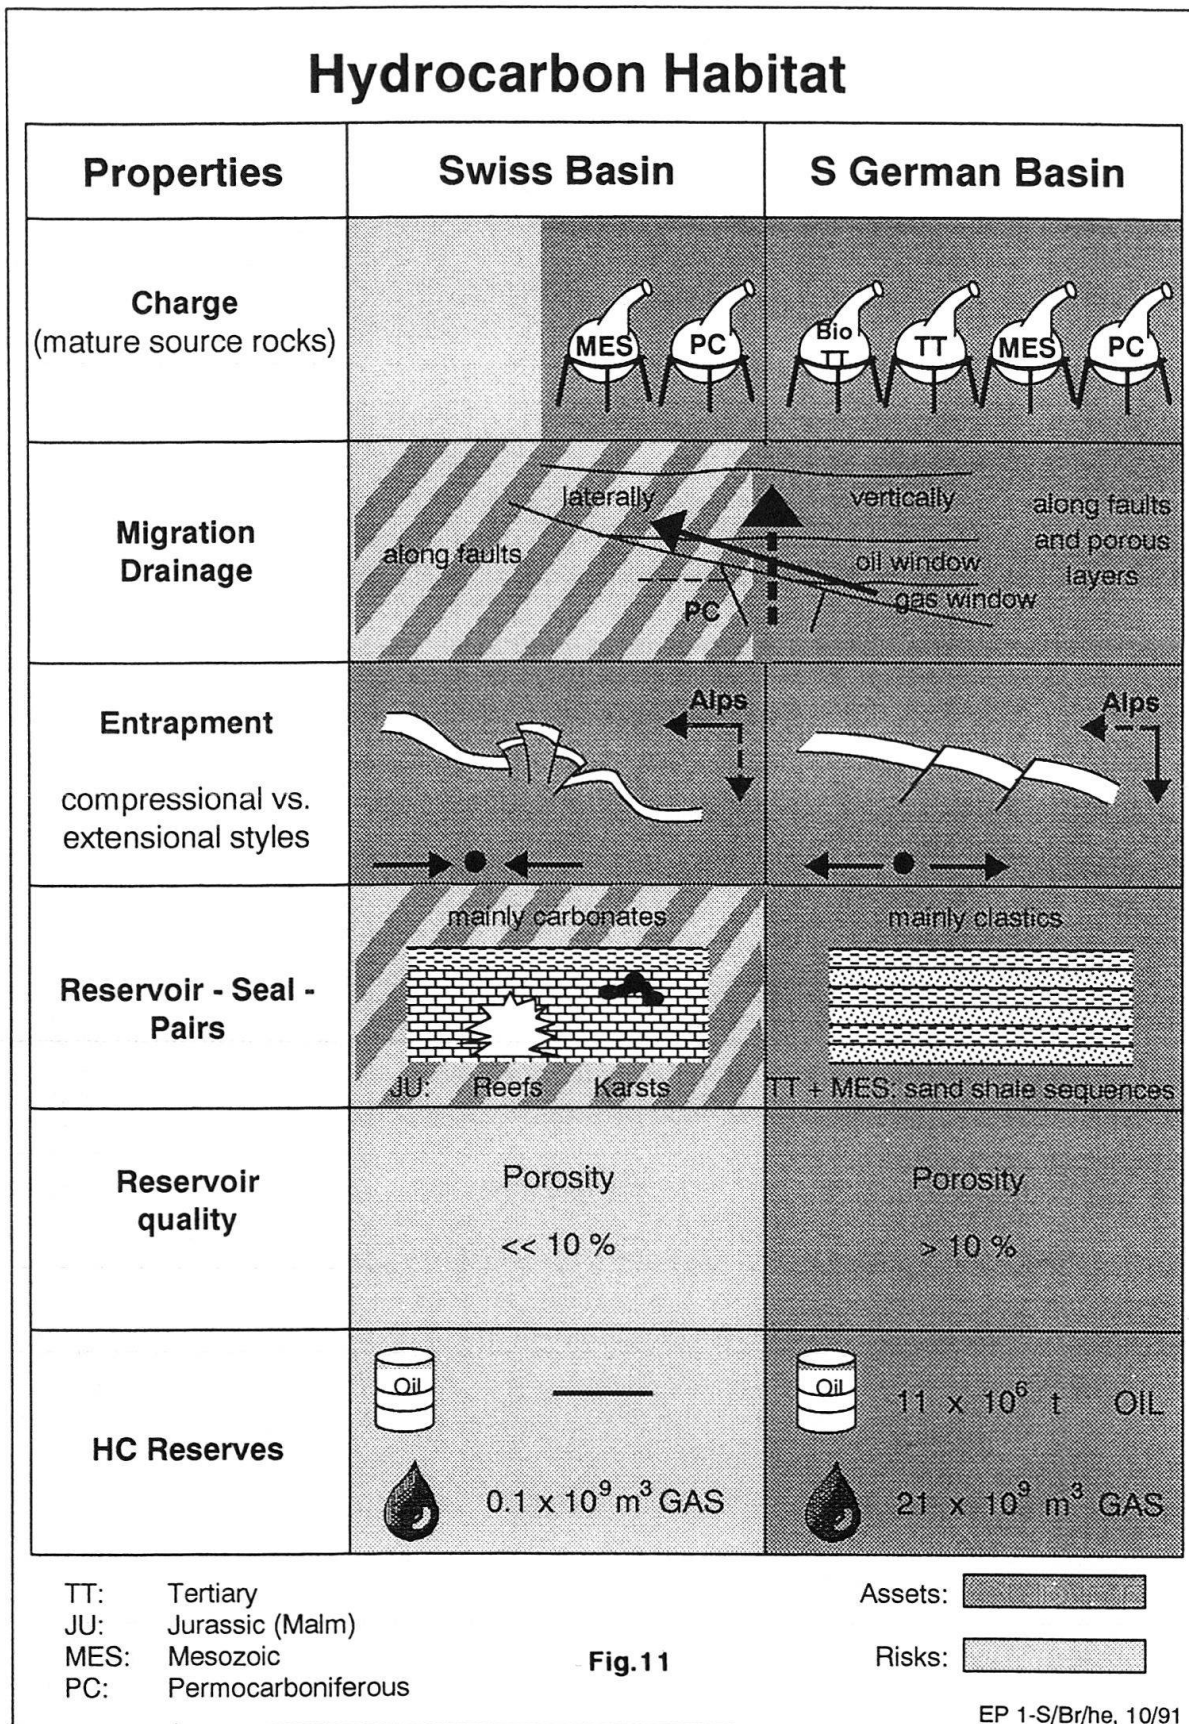 Hydrocarbon Habitat
Properties
Swiss Basin
S German Basin
Charge
(mature source rocks)
MES
PC
Bio
TT
TT
MES
PC
Migration
Drainage
laterally
along faults
PC
vertically
oil window
gas window
along faults
and porous
layers
Entrapment
compressional vs.
extensional styles
Alps
Alps
Reservoir - Seal -
Pairs
mainly carbonates
JU: Reefs Karsts
mainly clastics
TT + MES: sand shale sequences
Reservoir
quality
Porosity
<< 10 %
Porosity
> 10 %
HC Reserves
Oil
0.1 x 10⁹ m³ GAS
Oil
11 x 10⁶ t OIL
21 x 10⁹ m³ GAS
TT: Tertiary
JU: Jurassic (Malm)
MES: Mesozoic
PC: Permocarboniferous
Fig.11
Assets:
Risks:
EP 1-S/Br/he, 10/91